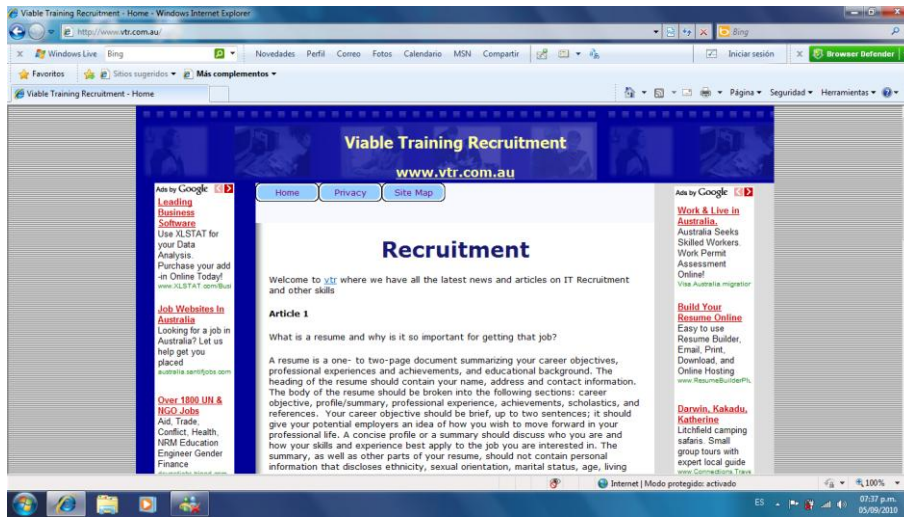 Viable Training Recruitment - Home - Windows Internet Explorer
http://www.vtr.com.au/
Bing
Windows Live
Bing
Novedades
Perfil
Correo
Fotos
Calendario
MSN
Compartir
Iniciar sesión
Browser Defender
Favoritos
Sitios sugeridos
Más complementos
Viable Training Recruitment - Home
Página
Seguridad
Herramientas
Viable Training Recruitment
www.vtr.com.au
Home
Privacy
Site Map
Ads by Google
Leading
Business
Software
Use XLSTAT for
your Data
Analysis.
Purchase your add
-in Online Today!
www.XLSTAT.com/Busi
Job Websites In
Australia
Looking for a job in
Australia? Let us
help get you
placed
Over 1800 UN &
NGO Jobs
Aid, Trade,
Conflict, Health,
NRM Education
Engineer Gender
Finance
Recruitment
Welcome to vtr where we have all the latest news and articles on IT Recruitment
and other skills
Article 1
What is a resume and why is it so important for getting that job?
A resume is a one- to two-page document summarizing your career objectives,
professional experiences and achievements, and educational background. The
heading of the resume should contain your name, address and contact information.
The body of the resume should be broken into the following sections: career
objective, profile/summary, professional experience, achievements, scholastics, and
references. Your career objective should be brief, up to two sentences; it should
give your potential employers an idea of how you wish to move forward in your
professional life. A concise profile or a summary should discuss who you are and
how your skills and experience best apply to the job you are interested in. The
summary, as well as other parts of your resume, should not contain personal
information that discloses ethnicity, sexual orientation, marital status, age, living
Ads by Google
Work & Live in
Australia.
Australia Seeks
Skilled Workers.
Work Permit
Assessment
Online!
Visa Australia.migration
Build Your
Resume Online
Easy to use
Resume Builder,
Email, Print,
Download, and
Online Hosting
Darwin, Kakadu,
Katherine
Litchfield camping
safaris. Small
group tours with
expert local guide
Internet | Modo protegido: activado
100%
ES
07:37 p.m.
05/09/2010